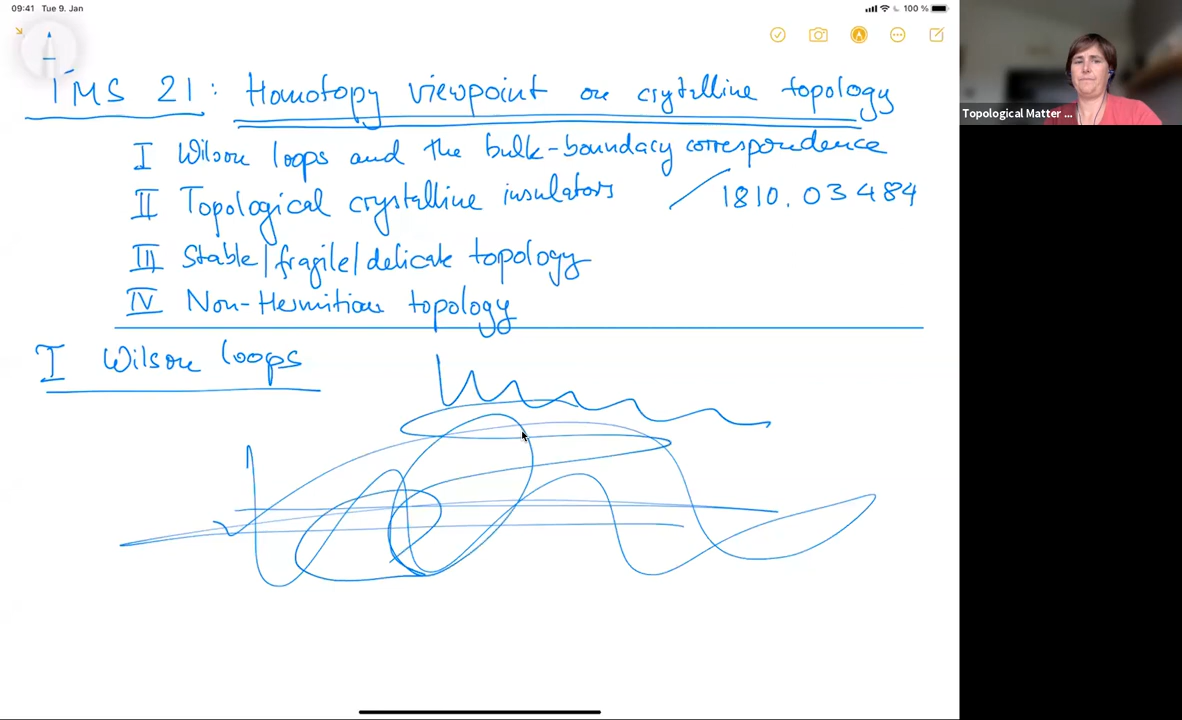 09:41 Tue 9. Jan
100 %
TMS 21: Homotopy viewpoint on crytalline topology
I Wilson loops and the bulk-boundary correspondence
II Topological crystalline insulators 1810.03484
III Stable/fragile/delicate topology
IV Non-Hermitian topology
I Wilson loops
Topological Matter ...